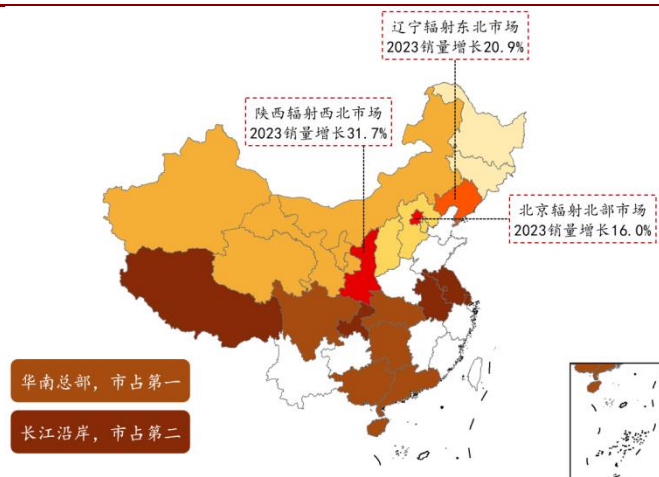 辽宁辐射东北市场
2023销量增长20.9%
陕西辐射西北市场
2023销量增长31.7%
北京辐射北部市场
2023销量增长16.0%
华南总部，市占第一
长江沿岸，市占第二